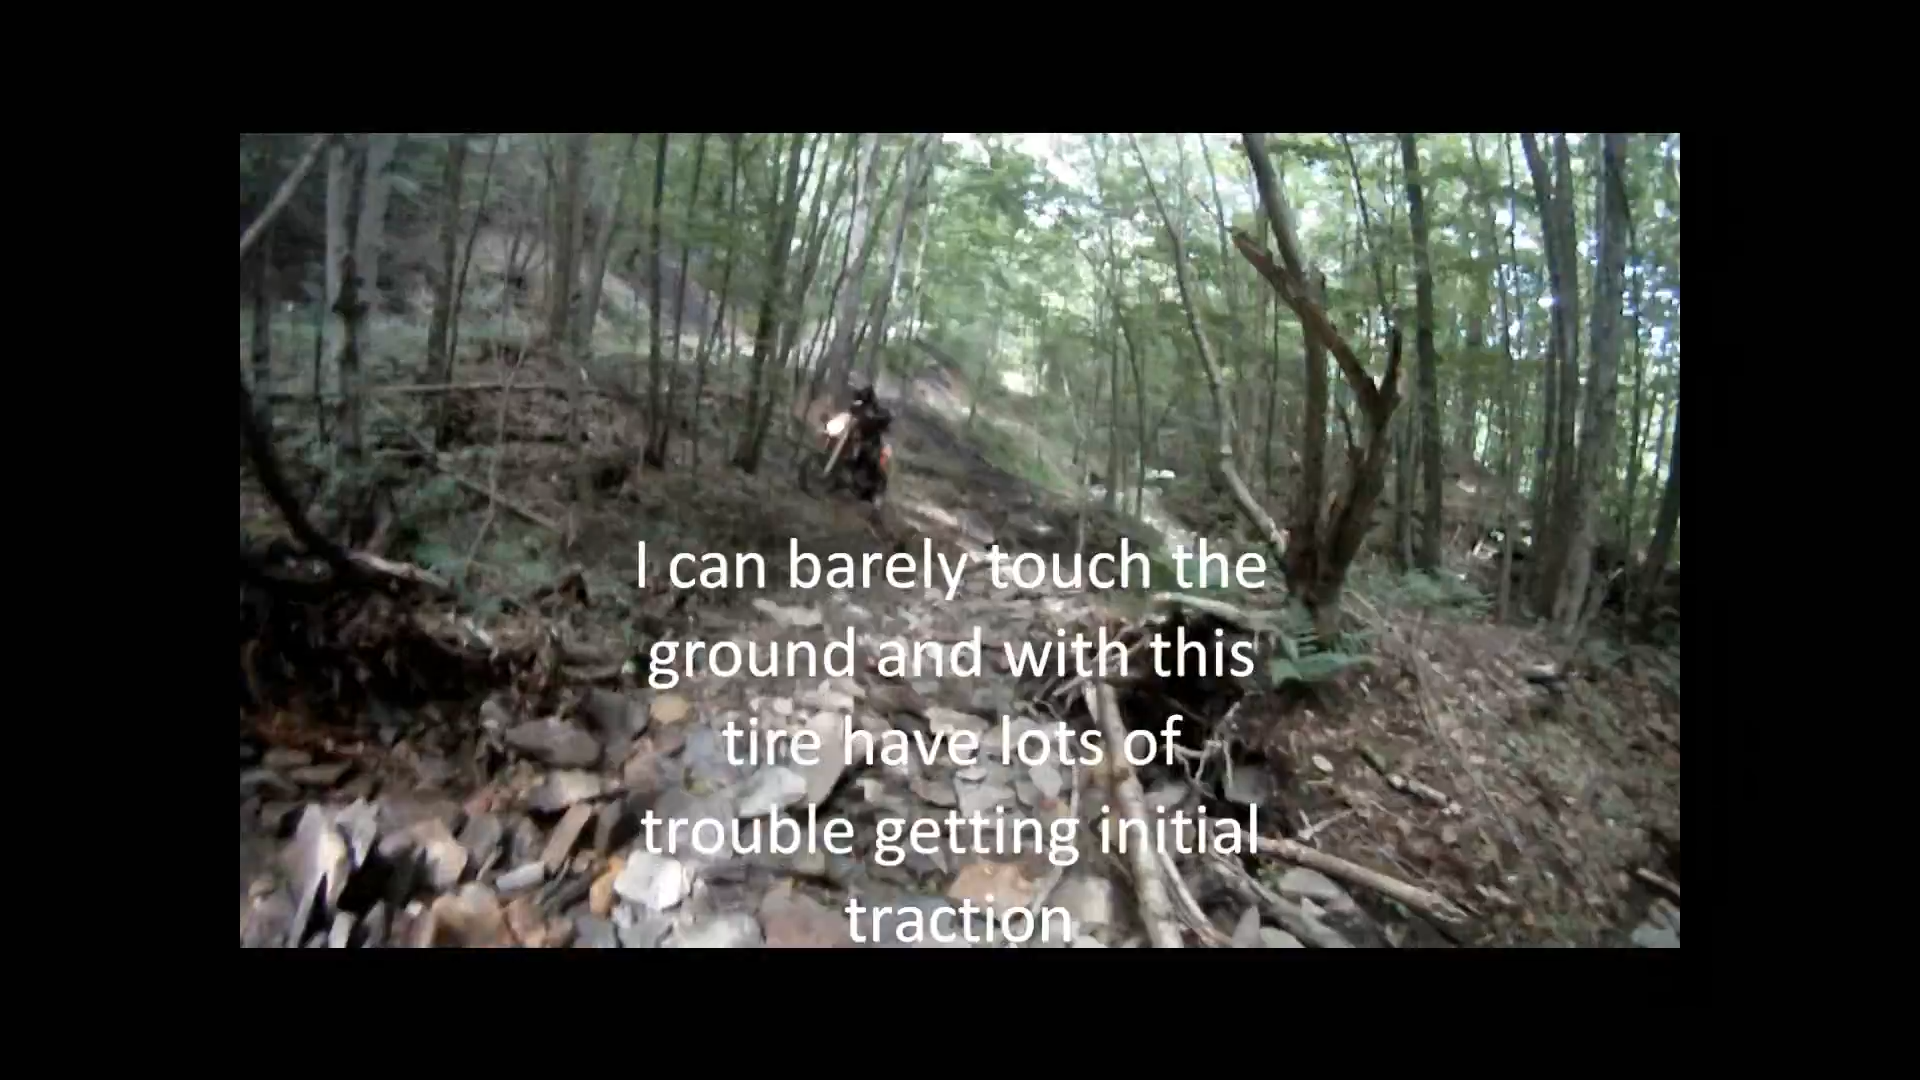 I can barely touch the
ground and with this
tire have lots of
trouble getting initial
traction